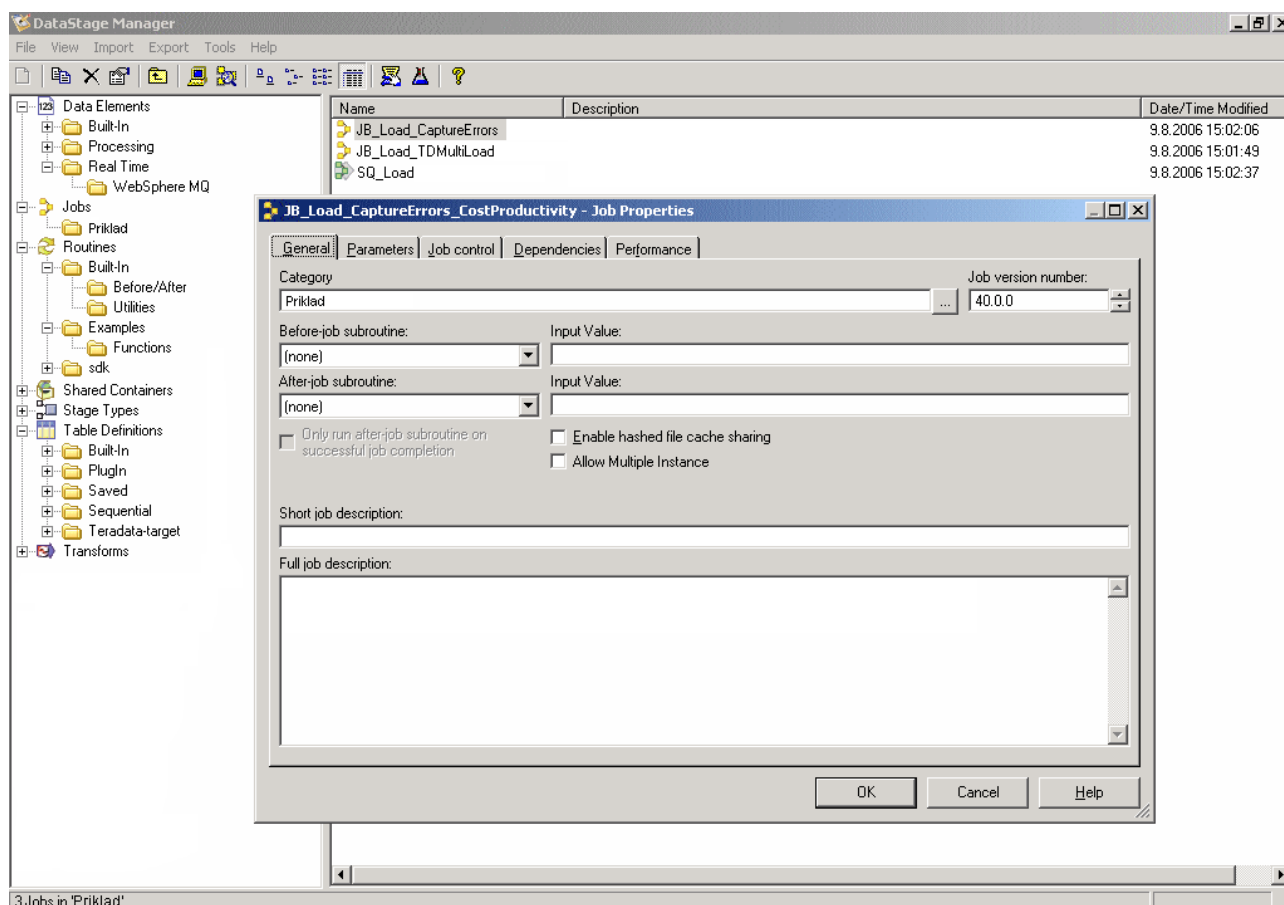 DataStage Manager
File View Import Export Tools Help
Data Elements
Built-In
Processing
Real Time
WebSphere MQ
Jobs
Priklad
Routines
Built-In
Before/After
Utilities
Examples
Functions
sdk
Shared Containers
Stage Types
Table Definitions
Built-In
PlugIn
Saved
Sequential
Teradata-target
Transforms
Name Description Date/Time Modified
JB_Load_CaptureErrors 9.8.2006 15:02:06
JB_Load_TDMultiLoad 9.8.2006 15:01:49
SQ_Load 9.8.2006 15:02:37
JB_Load_CaptureErrors_CostProductivity - Job Properties
General Parameters Job control Dependencies Performance
Category Job version number:
Priklad ... 40.0.0
Before-job subroutine: Input Value:
(none)
After-job subroutine: Input Value:
(none)
Only run after-job subroutine on
successful job completion
Enable hashed file cache sharing
Allow Multiple Instance
Short job description:
Full job description:
OK Cancel Help
3 Jobs in 'Priklad'